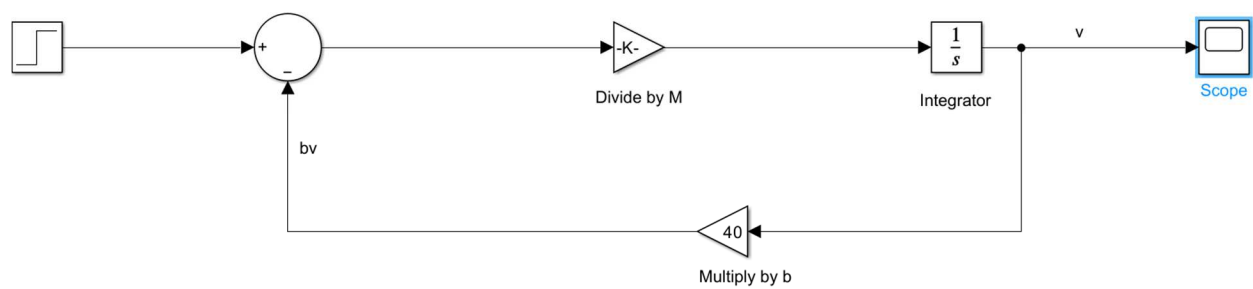 v
+
−
-K-
1
s
Divide by M
Integrator
Scope
bv
40
Multiply by b